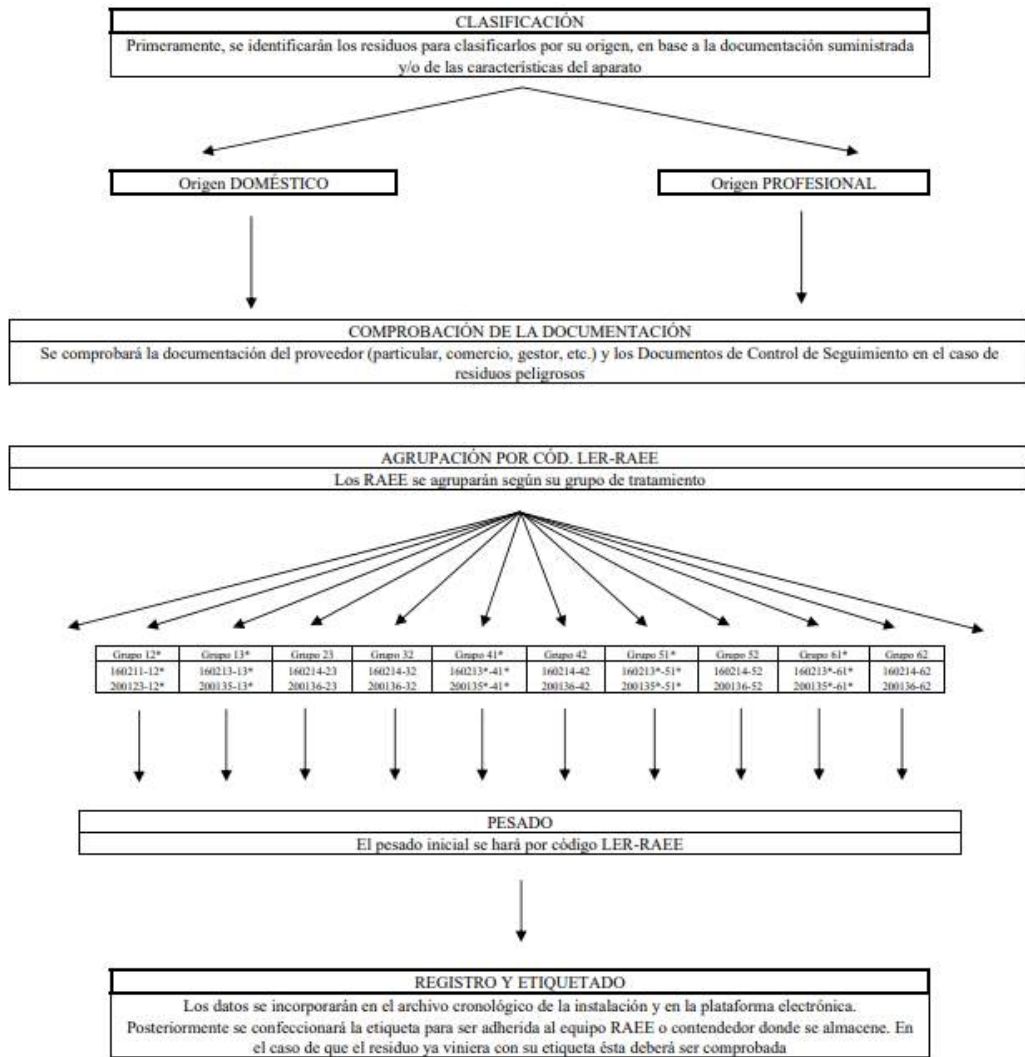 CLASIFICACIÓN
Primeramente, se identificarán los residuos para clasificarlos por su origen, en base a la documentación suministrada
y/o de las características del aparato
Origen DOMÉSTICO
Origen PROFESIONAL
COMPROBACIÓN DE LA DOCUMENTACIÓN
Se comprobará la documentación del proveedor (particular, comercio, gestor, etc.) y los Documentos de Control de Seguimiento en el caso de
residuos peligrosos
AGRUPACIÓN POR CÓD. LER-RAEE
Los RAEE se agruparán según su grupo de tratamiento
Grupo 12* Grupo 13* Grupo 23 Grupo 32 Grupo 41* Grupo 42 Grupo 51* Grupo 52 Grupo 61* Grupo 62
160211-12* 160213-13* 160214-23 160214-32 160213*-41* 160214-42 160213*-51* 160214-52 160213*-61* 160214-62
200123-12* 200135-13* 200136-23 200136-32 200135*-41* 200136-42 200135*-51* 200136-52 200135*-61* 200136-62
PESADO
El pesado inicial se hará por código LER-RAEE
REGISTRO Y ETIQUETADO
Los datos se incorporarán en el archivo cronológico de la instalación y en la plataforma electrónica.
Posteriormente se confeccionará la etiqueta para ser adherida al equipo RAEE o contendedor donde se almacene. En
el caso de que el residuo ya viniera con su etiqueta ésta deberá ser comprobada